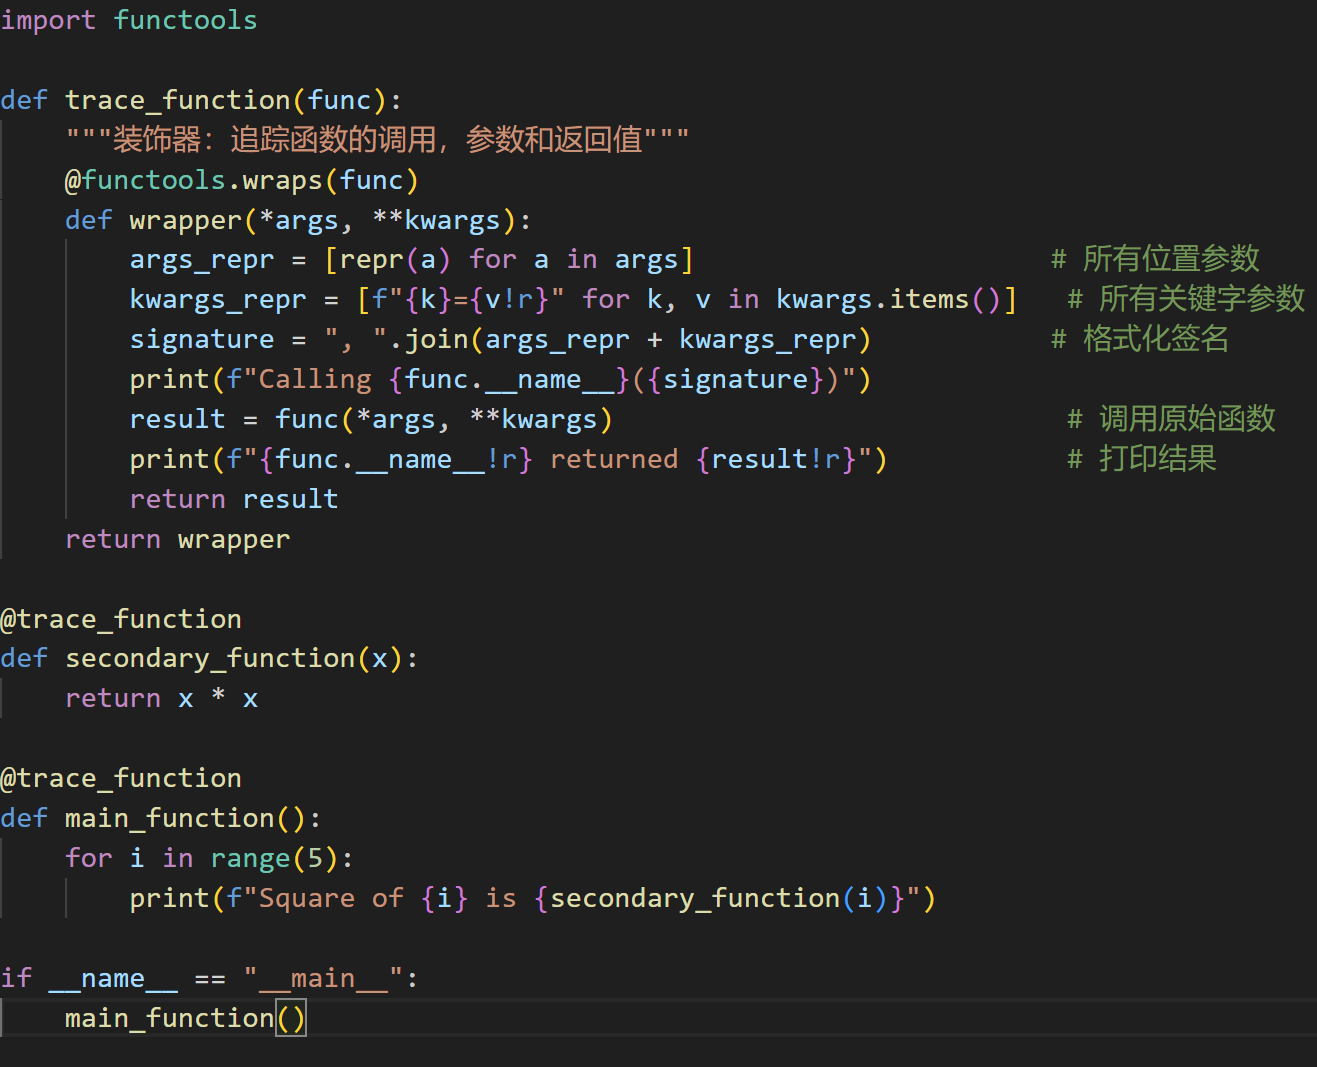 import functools

def trace_function(func):
    """装饰器：追踪函数的调用，参数和返回值"""
    @functools.wraps(func)
    def wrapper(*args, **kwargs):
        args_repr = [repr(a) for a in args]                      # 所有位置参数
        kwargs_repr = [f"{k}={v!r}" for k, v in kwargs.items()]   # 所有关键字参数
        signature = ", ".join(args_repr + kwargs_repr)           # 格式化签名
        print(f"Calling {func.__name__}({signature})")
        result = func(*args, **kwargs)                            # 调用原始函数
        print(f"{func.__name__!r} returned {result!r}")           # 打印结果
        return result
    return wrapper

@trace_function
def secondary_function(x):
    return x * x

@trace_function
def main_function():
    for i in range(5):
        print(f"Square of {i} is {secondary_function(i)}")

if __name__ == "__main__":
    main_function()